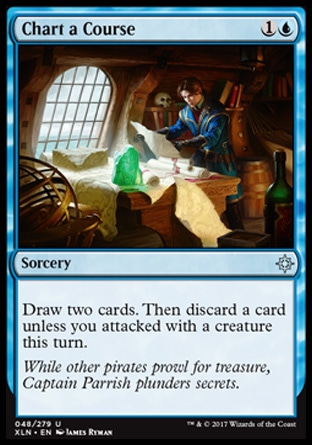 Chart a Course 1
Sorcery
Draw two cards. Then discard a card
unless you attacked with a creature
this turn.
While other pirates prowl for treasure,
Captain Parrish plunders secrets.
048/279 U
XLN • EN JAMES RYMAN ™ & © 2017 Wizards of the Coast